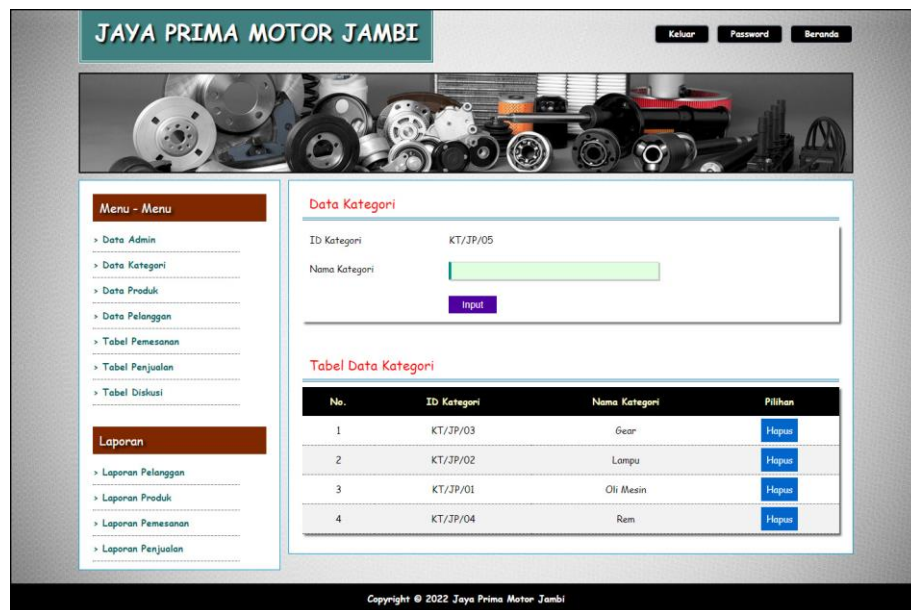 JAYA PRIMA MOTOR JAMBI
Keluar Password Beranda
Menu - Menu
> Data Admin
> Data Kategori
> Data Produk
> Data Pelanggan
> Tabel Pemesanan
> Tabel Penjualan
> Tabel Diskusi
Laporan
> Laporan Pelanggan
> Laporan Produk
> Laporan Pemesanan
> Laporan Penjualan
Data Kategori
ID Kategori KT/JP/05
Nama Kategori
Input
Tabel Data Kategori
No. ID Kategori Nama Kategori Pilihan
1 KT/JP/03 Gear Hapus
2 KT/JP/02 Lampu Hapus
3 KT/JP/01 Oli Mesin Hapus
4 KT/JP/04 Rem Hapus
Copyright © 2022 Jaya Prima Motor Jambi